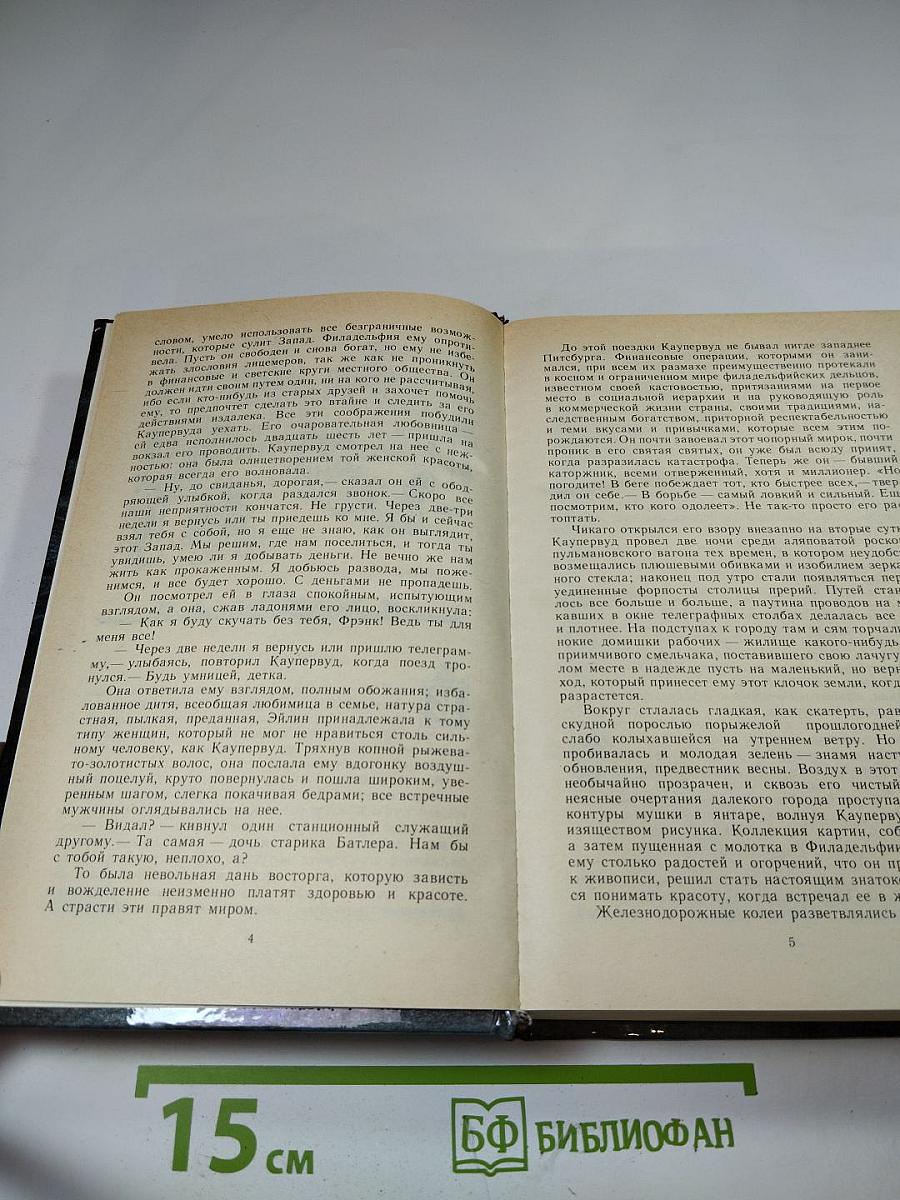 словом, умело использовать все безграничные возмож-
ности, которые сулит Запад. Филадельфия ему опроти-
вела. Пусть он свободен и снова богат, но ему не избе-
жать злословия лицемеров, так же как не проникнуть
в финансовые и светские круги местного общества. Он
должен идти своим путем один, ни на кого не рассчитывая,
ибо если кто-нибудь из старых друзей и захочет помочь
ему, то предпочтет сделать это втайне и следить за его
действиями издалека. Все эти соображения побудили
Каупервуда уехать. Его очаровательная любовница —
ей едва исполнилось двадцать шесть лет — пришла на
вокзал его проводить. Каупервуд смотрел на нее с неж-
ностью: она была олицетворением той женской красоты,
которая всегда его волновала.
— Ну, до свиданья, дорогая,— сказал он ей с обод-
ряющей улыбкой, когда раздался звонок.— Скоро все
наши неприятности кончатся. Не грусти. Через две-три
недели я вернусь или ты приедешь ко мне. Я бы и сейчас
взял тебя с собой, но я еще не знаю, как он выглядит,
этот Запад. Мы решим, где нам поселиться, и тогда ты
увидишь, умею ли я добывать деньги. Не вечно же нам
жить как прокаженным. Я добьюсь развода, мы поже-
нимся, и все будет хорошо. С деньгами не пропадешь.
Он посмотрел ей в глаза спокойным, испытующим
взглядом, а она, сжав ладонями его лицо, воскликнула:
— Как я буду скучать без тебя, Фрэнк! Ведь ты для
меня все!
— Через две недели я вернусь или пришлю телеграм-
му,— улыбаясь, повторил Каупервуд, когда поезд тро-
нулся.— Будь умницей, детка.
Она ответила ему взглядом, полным обожания; изба-
лованное дитя, всеобщая любимица в семье, натура стра-
стная, пылкая, преданная, Эйлин принадлежала к тому
типу женщин, который не мог не нравиться столь силь-
ному человеку, как Каупервуд. Тряхнув копной рыжева-
то-золотистых волос, она послала ему вдогонку воздуш-
ный поцелуй, круто повернулась и пошла широким, уве-
ренным шагом, слегка покачивая бедрами; все встречные
мужчины оглядывались на нее.
— Видал? — кивнул один станционный служащий
другому.— Та самая — дочь старика Батлера. Нам бы
с тобой такую, неплохо, а?
То была невольная дань восторга, которую зависть
и вожделение неизменно платят здоровью и красоте.
А страсти эти правят миром.
4
До этой поездки Каупервуд не бывал нигде западнее
Питсбурга. Финансовые операции, которыми он зани-
мался, при всем их размахе преимущественно протекали
в косном и ограниченном мире филадельфийских дельцов,
известном своей кастовостью, притязаниями на первое
место в социальной иерархии и на руководящую роль
в коммерческой жизни страны, своими традициями, на-
следственным богатством, приторной респектабельностью
и теми вкусами и привычками, которые всем этим по-
рождаются. Он почти завоевал этот чопорный мирок, почти
проник в его святая святых, он уже был всюду принят,
когда разразилась катастрофа. Теперь же он — бывший
каторжник, всеми отверженный, хотя и миллионер. «Но
погодите! В беге побеждает тот, кто быстрее всех,— твер
дил он себе.— В борьбе — самый ловкий и сильный. Ещ
посмотрим, кто кого одолеет». Не так-то просто его рас
топтать.
Чикаго открылся его взору внезапно на вторые сутк
Каупервуд провел две ночи среди аляповатой роскош
пульмановского вагона тех времен, в котором неудобст
возмещались плюшевыми обивками и изобилием зерка
ного стекла; наконец под утро стали появляться пер
уединенные форпосты столицы прерий. Путей стан
лось все больше и больше, а паутина проводов на м
кавших в окне телеграфных столбах делалась все
и плотнее. На подступах к городу там и сям торчали
нокие домишки рабочих — жилище какого-нибудь
приимчивого смельчака, поставившего свою лачугу
лом месте в надежде пусть на маленький, но верн
ход, который принесет ему этот клочок земли, когд
разрастется.
Вокруг стлалась гладкая, как скатерть, рав
скудной порослью порыжелой прошлогодней
слабо колыхавшейся на утреннем ветру. Но
пробивалась и молодая зелень — знамя насту
обновления, предвестник весны. Воздух в этот
необычайно прозрачен, и сквозь его чистый
неясные очертания далекого города проступа
контуры мушки в янтаре, волнуя Кауперву
изяществом рисунка. Коллекция картин, соб
а затем пущенная с молотка в Филадельфии
ему столько радостей и огорчений, что он пр
к живописи, решил стать настоящим знатоко
ся понимать красоту, когда встречал ее в ж
Железнодорожные колеи разветвлялись
5
15 см
БФ БИБЛИОФАН